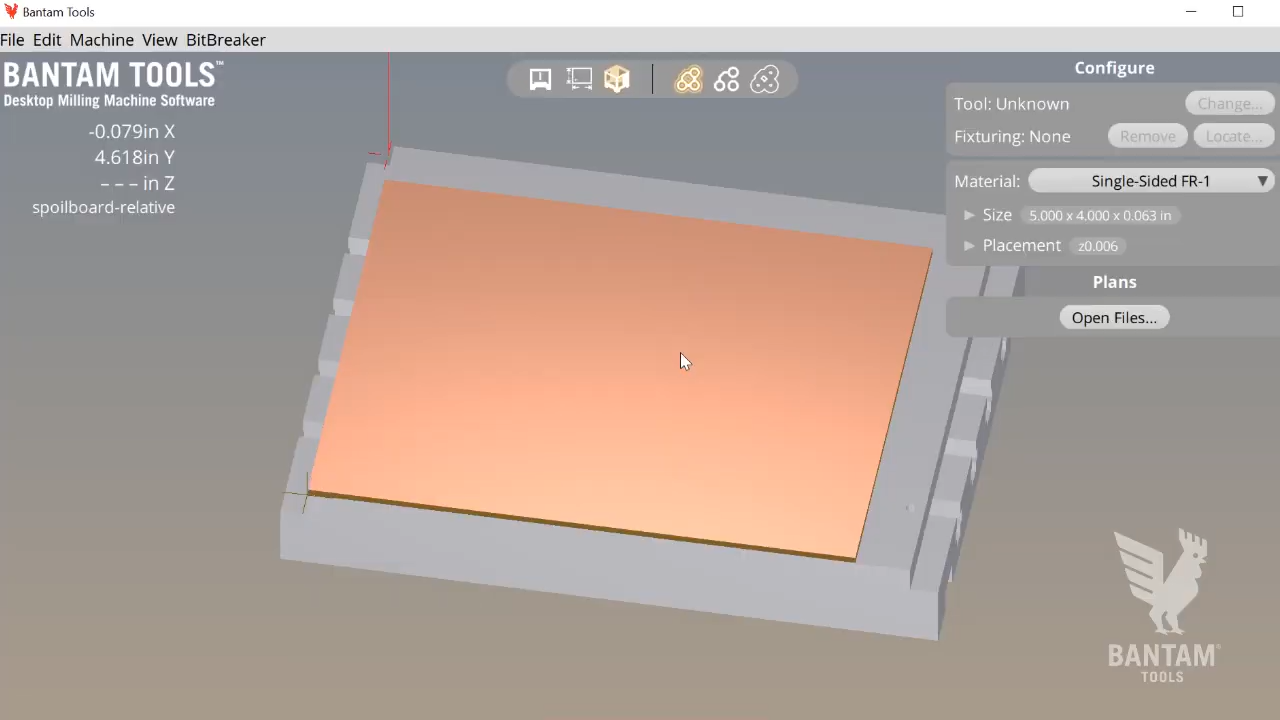 Bantam Tools
File Edit Machine View BitBreaker
BANTAM TOOLS™
Desktop Milling Machine Software
-0.079in X
4.618in Y
– – – in Z
spoilboard-relative
Configure
Tool: Unknown
Change...
Fixturing: None
Remove
Locate...
Material:
Single-Sided FR-1
Size
5.000 x 4.000 x 0.063 in
Placement
z0.006
Plans
Open Files...
BANTAM®
TOOLS